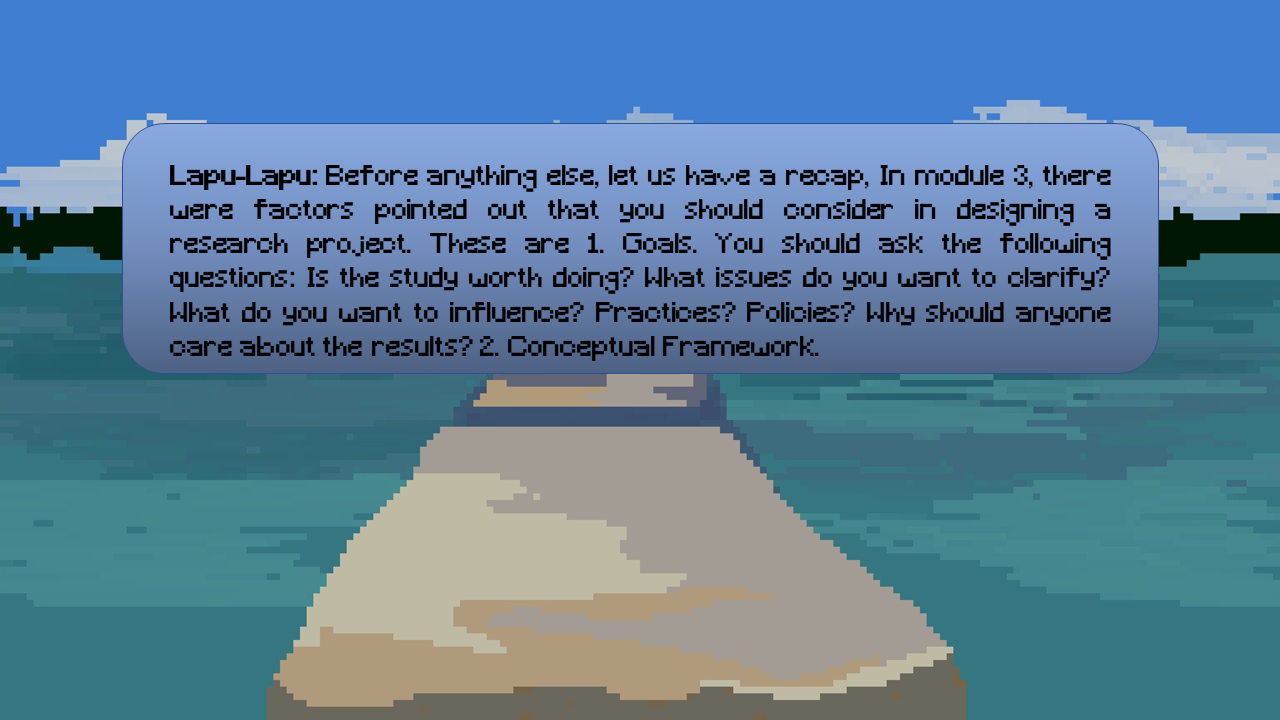 Lapu-Lapu: Before anything else, let us have a recap, In module 3, there
were factors pointed out that you should consider in designing a
research project. These are 1. Goals. You should ask the following
questions: Is the study worth doing? What issues do you want to clarify?
What do you want to influence? Practices? Policies? Why should anyone
care about the results? 2. Conceptual Framework.